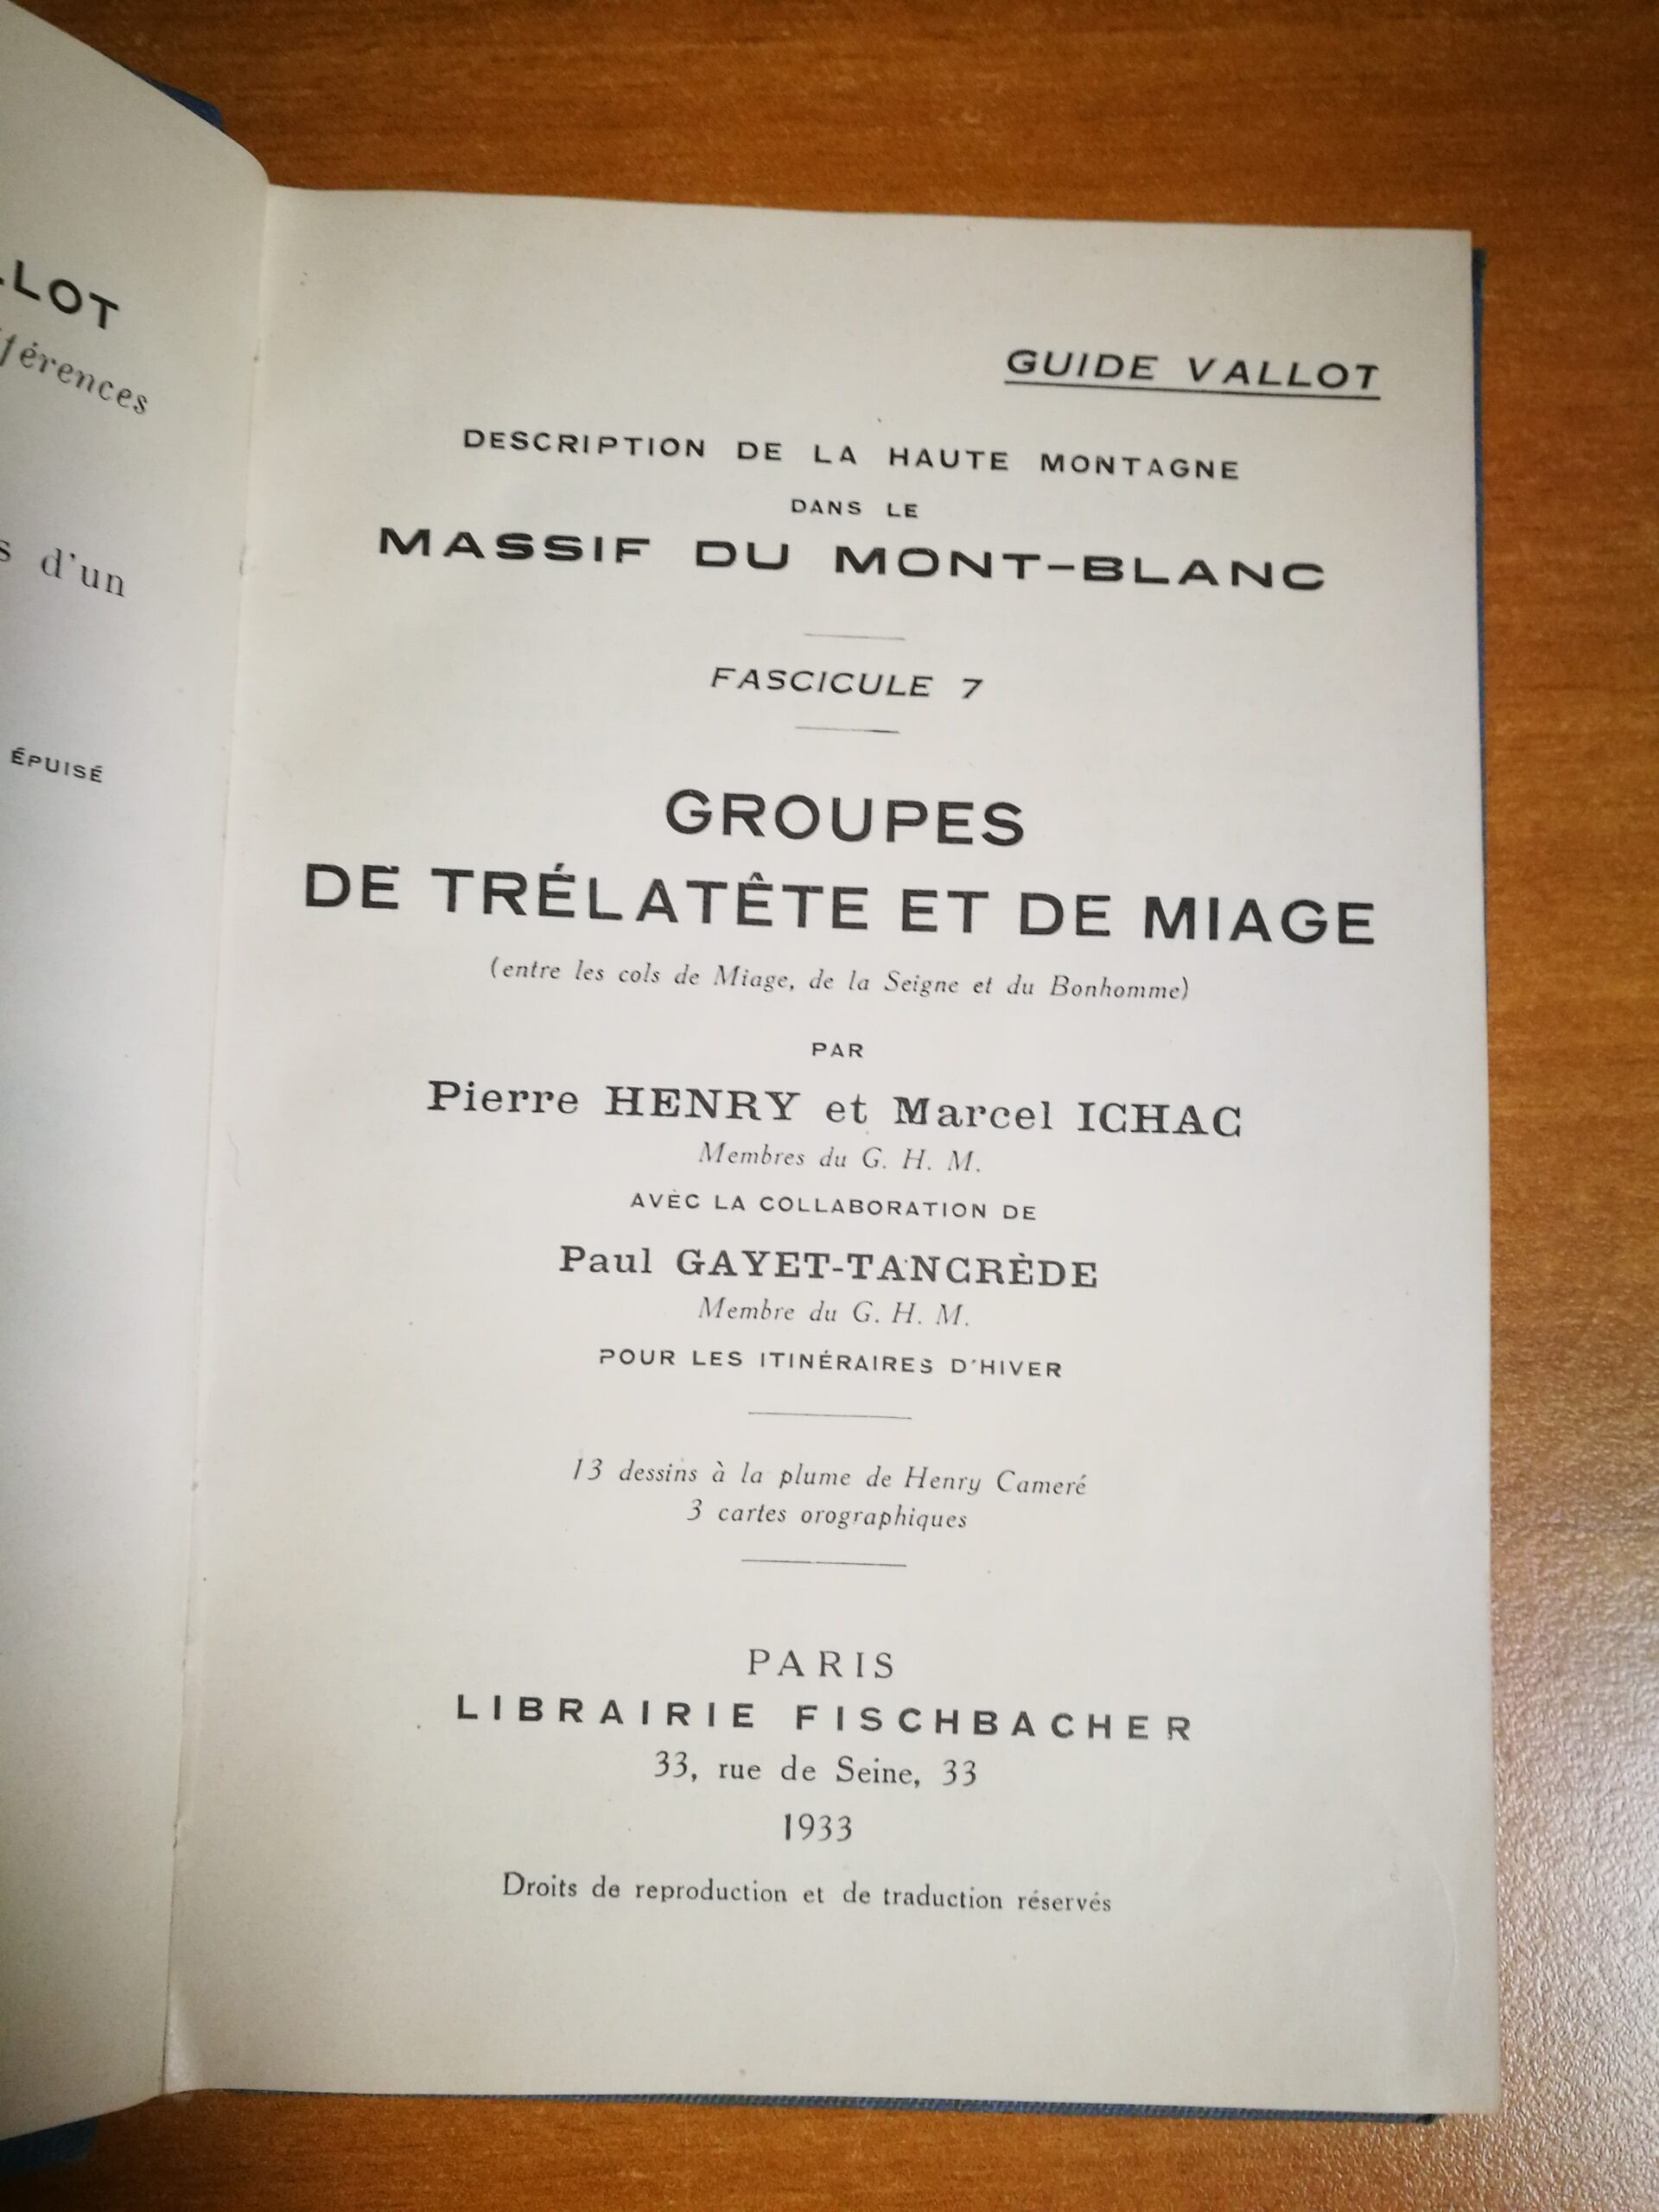 LLOT
férences
d'un
ÉPUISÉ
GUIDE VALLOT
DESCRIPTION DE LA HAUTE MONTAGNE
DANS LE
MASSIF DU MONT-BLANC
FASCICULE 7
GROUPES
DE TRÉLATÊTE ET DE MIAGE
(entre les cols de Miage, de la Seigne et du Bonhomme)
PAR
Pierre HENRY et Marcel ICHAC
Membres du G. H. M.
AVEC LA COLLABORATION DE
Paul GAYET-TANCRÈDE
Membre du G. H. M.
POUR LES ITINÉRAIRES D'HIVER
13 dessins à la plume de Henry Cameré
3 cartes orographiques
PARIS
LIBRAIRIE FISCHBACHER
33, rue de Seine, 33
1933
Droits de reproduction et de traduction réservés